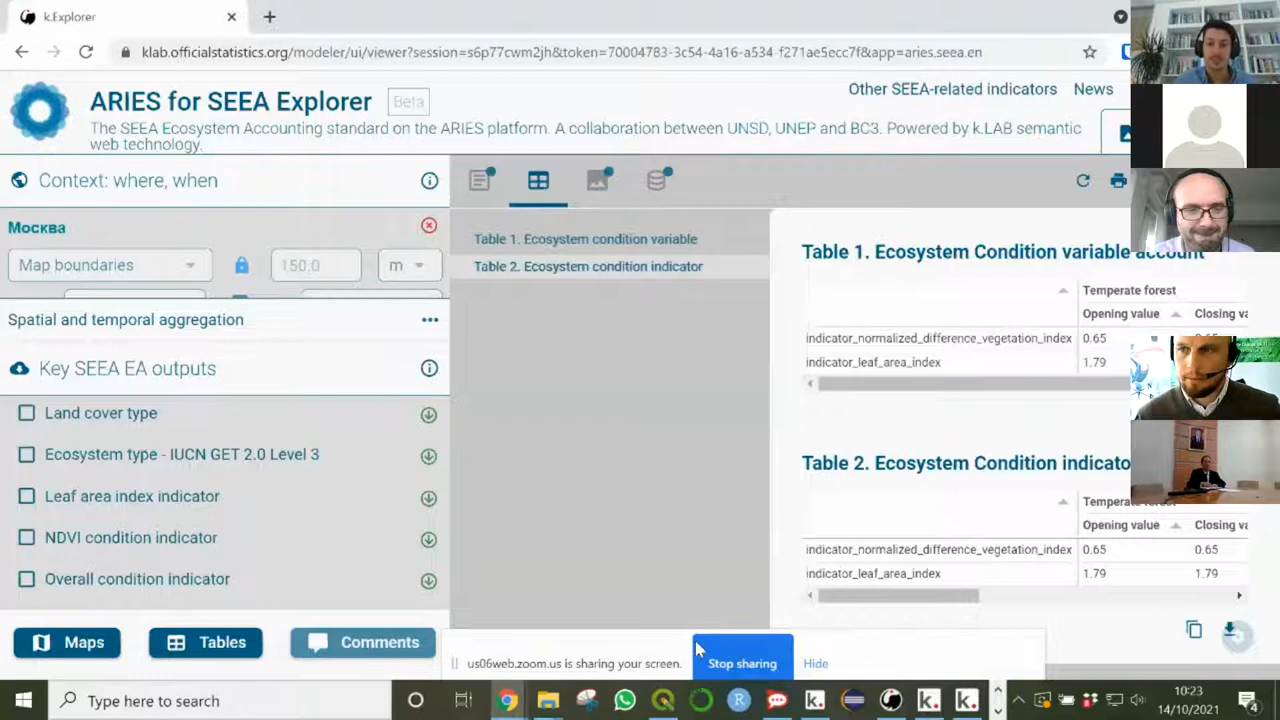 k.Explorer
klab.officialstatistics.org/modeler/ui/viewer?session=s6p77cwm2jh&token=70004783-3c54-4a16-a534-f271ae5ecc7f&app=aries.seea.en
ARIES for SEEA Explorer
Beta
Other SEEA-related indicators
News
The SEEA Ecosystem Accounting standard on the ARIES platform. A collaboration between UNSD, UNEP and BC3. Powered by k.LAB semantic
web technology.
Context: where, when
Москва
Map boundaries
150.0
m
Spatial and temporal aggregation
Key SEEA EA outputs
Land cover type
Ecosystem type - IUCN GET 2.0 Level 3
Leaf area index indicator
NDVI condition indicator
Overall condition indicator
Maps
Tables
Comments
Table 1. Ecosystem condition variable
Table 2. Ecosystem condition indicator
Table 1. Ecosystem Condition variable account
Temperate forest
Opening value
Closing va
indicator_normalized_difference_vegetation_index 0.65
indicator_leaf_area_index 1.79
Table 2. Ecosystem Condition indicato
Opening value
Closing va
indicator_normalized_difference_vegetation_index 0.65 0.65
indicator_leaf_area_index 1.79 1.79
us06web.zoom.us is sharing your screen.
Stop sharing
Hide
Type here to search
10:23
14/10/2021
4